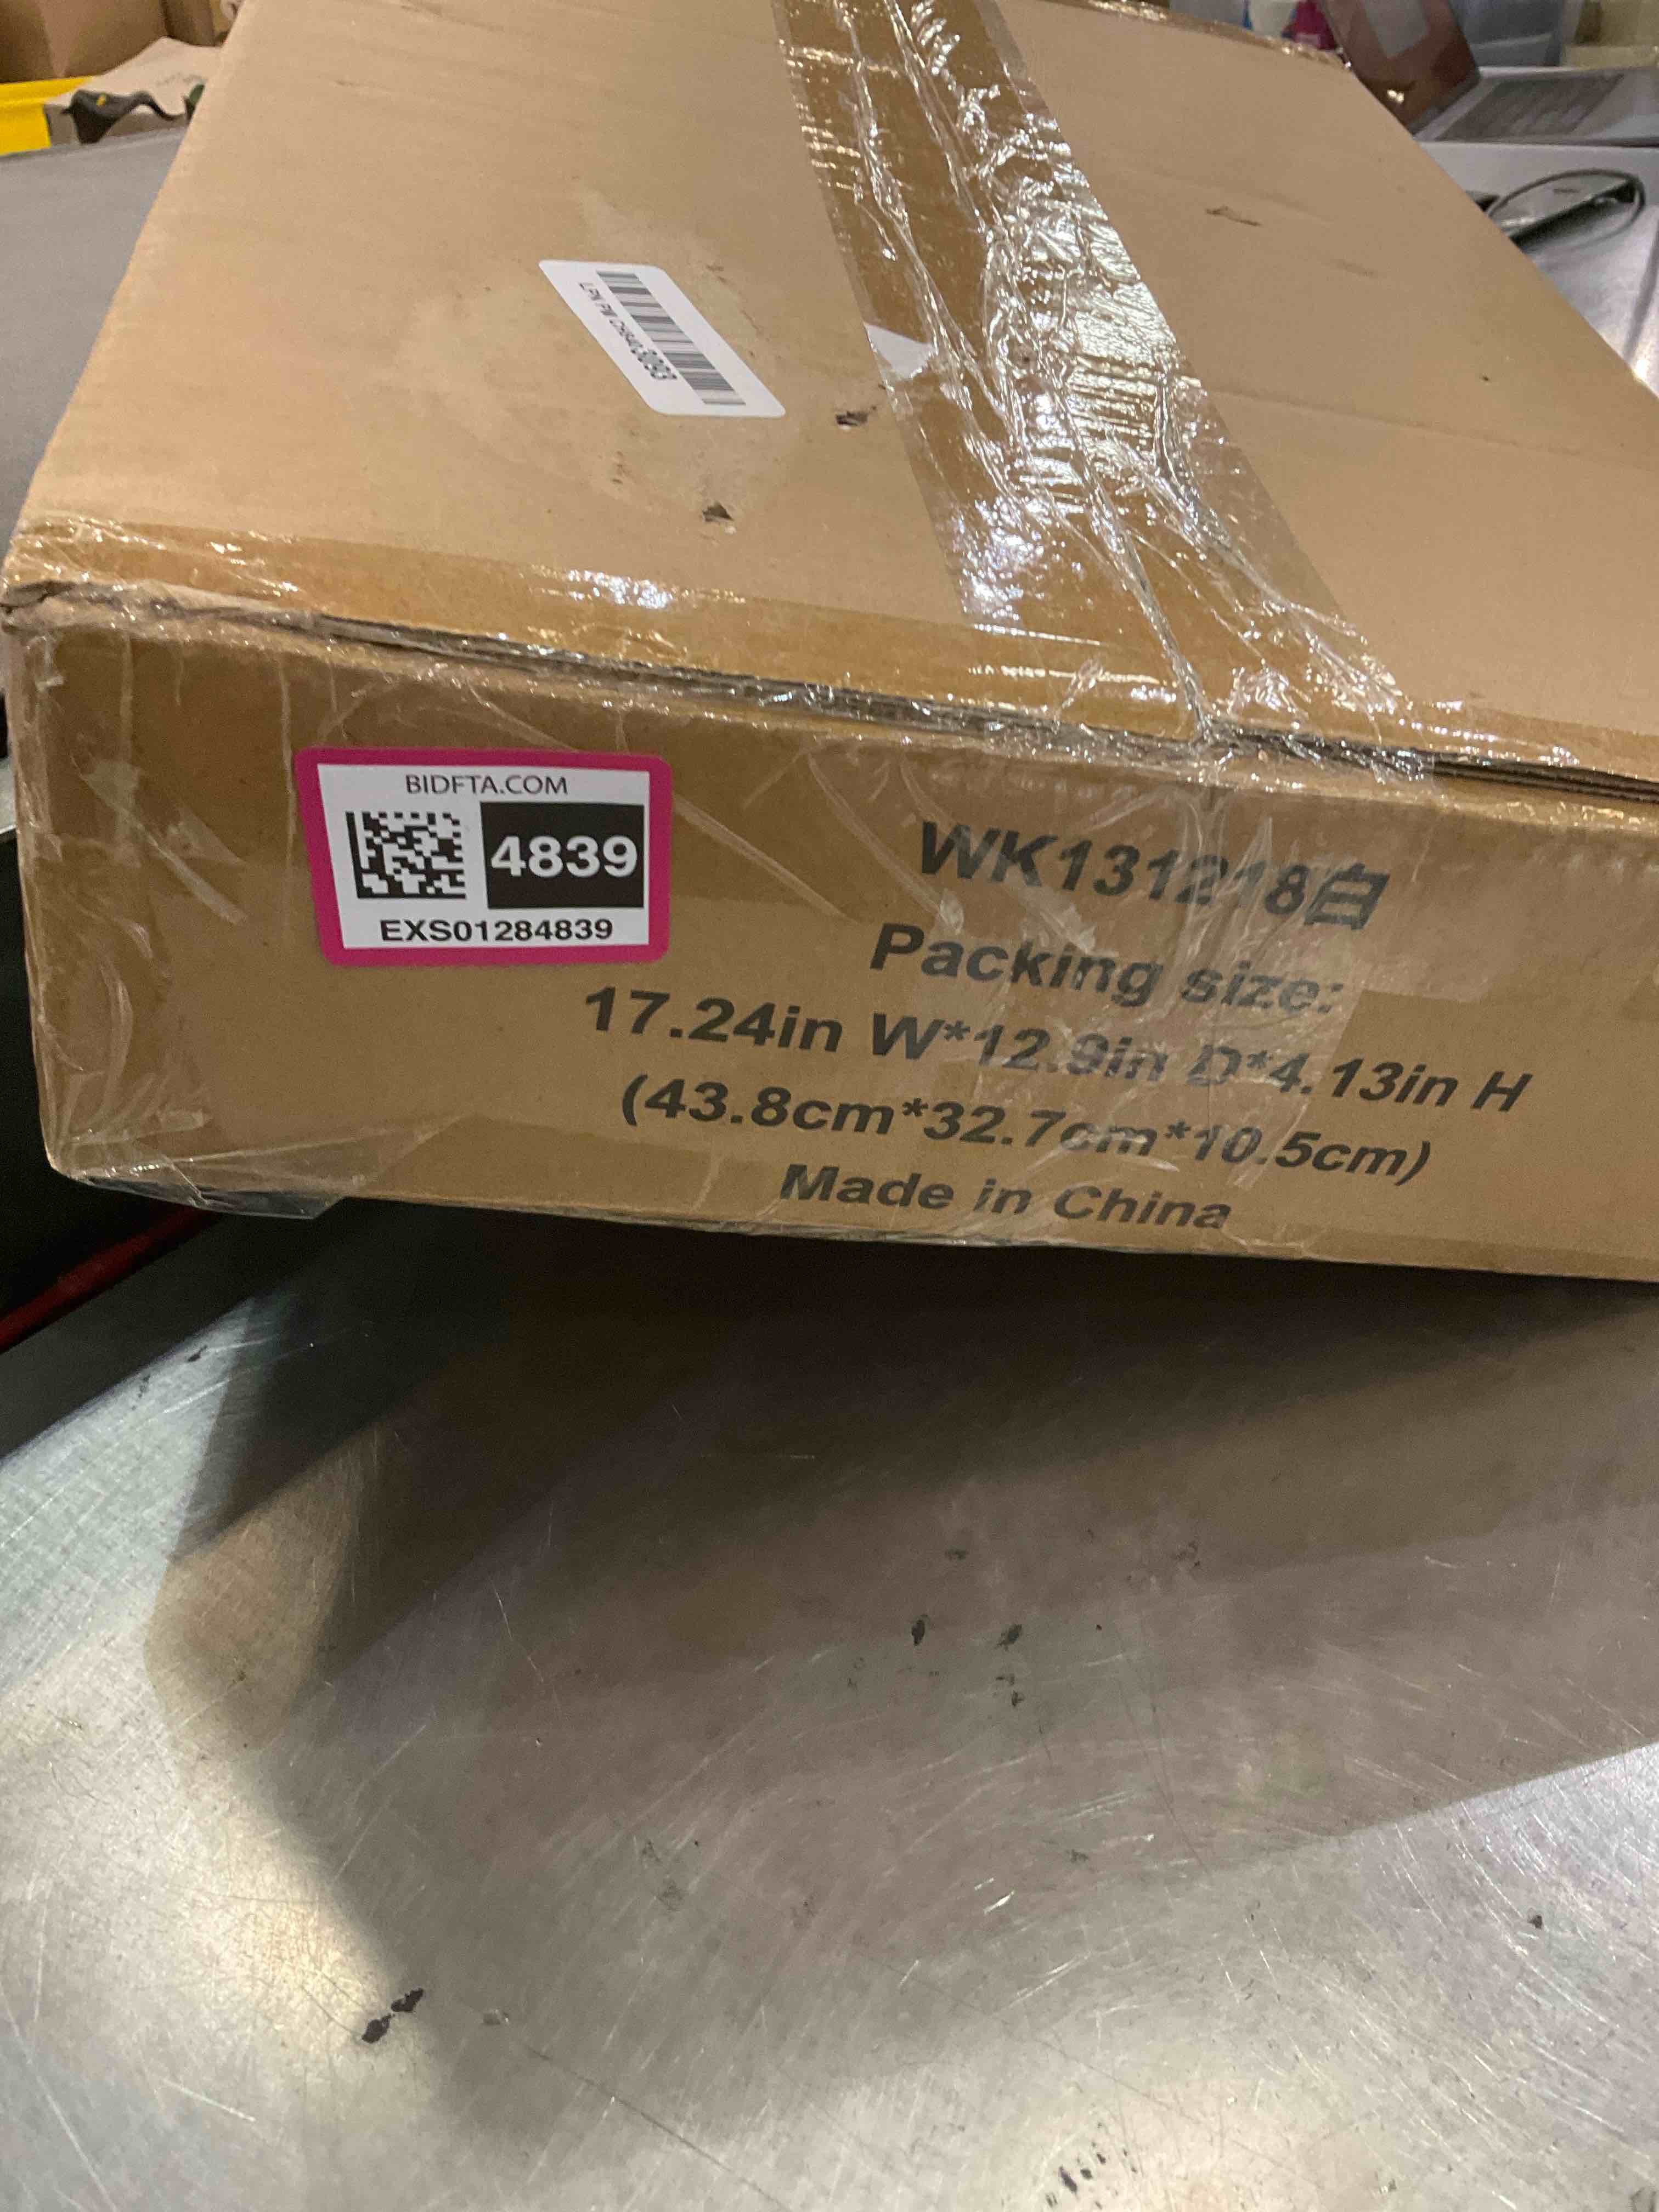 BIDFTA.COM
4839
EXS01284839
WK131218白
Packing size:
17.24in W*12.9in D*4.13in H
(43.8cm*32.7cm*10.5cm)
Made in China